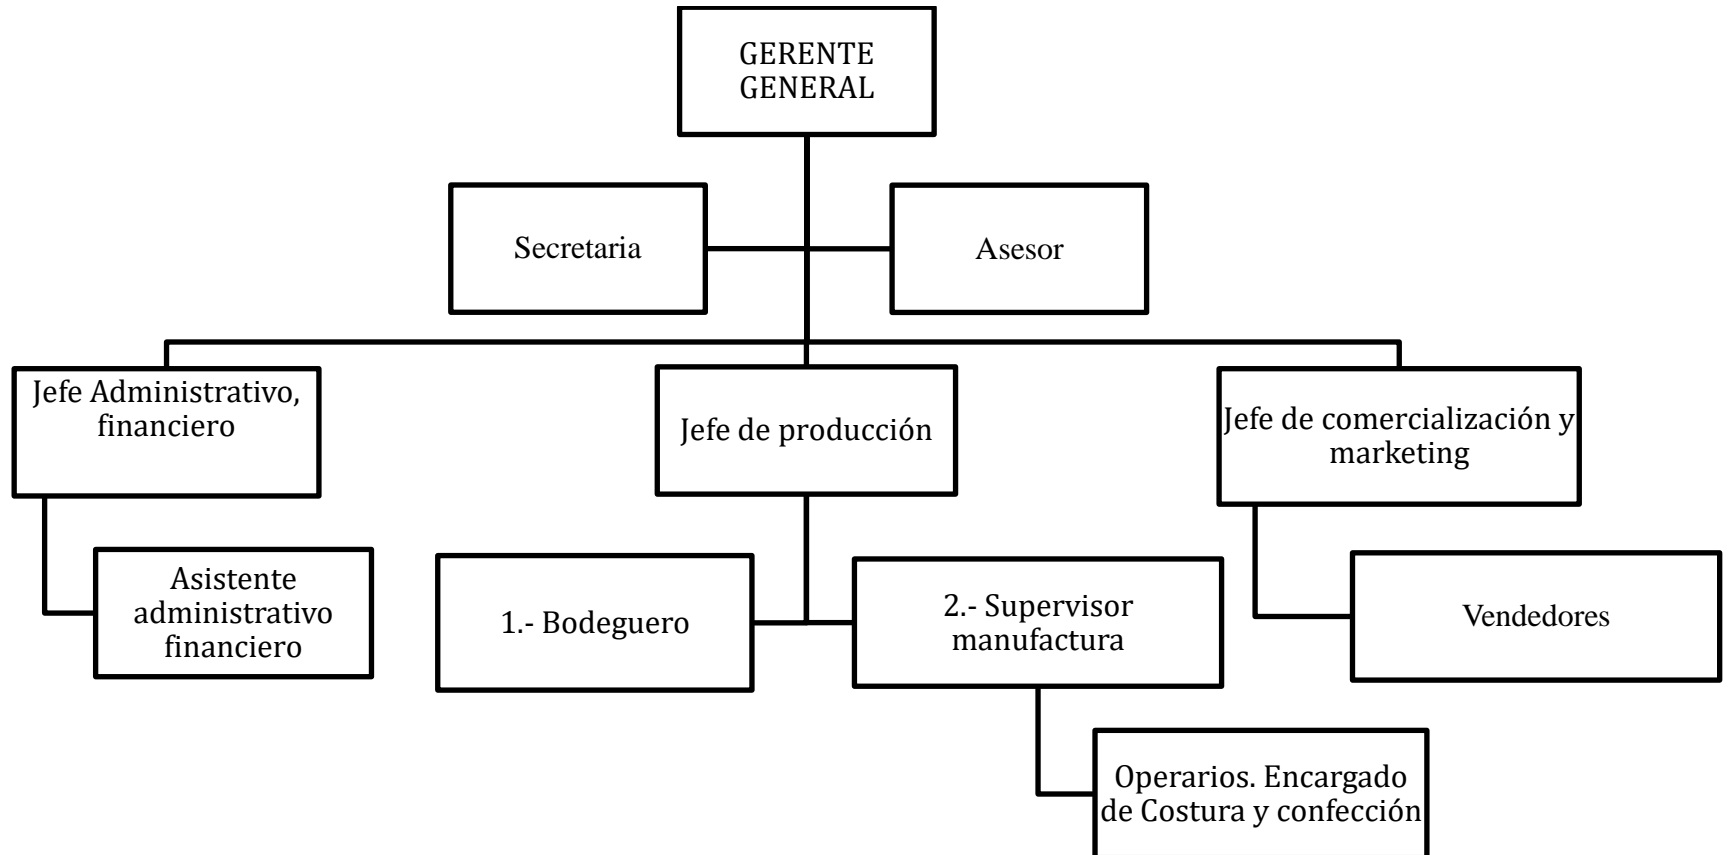 GERENTE
GENERAL
Secretaria
Asesor
Jefe Administrativo,
financiero
Jefe de producción
Jefe de comercialización y
marketing
Asistente
administrativo
financiero
1.- Bodeguero
2.- Supervisor
manufactura
Vendedores
Operarios. Encargado
de Costura y confección